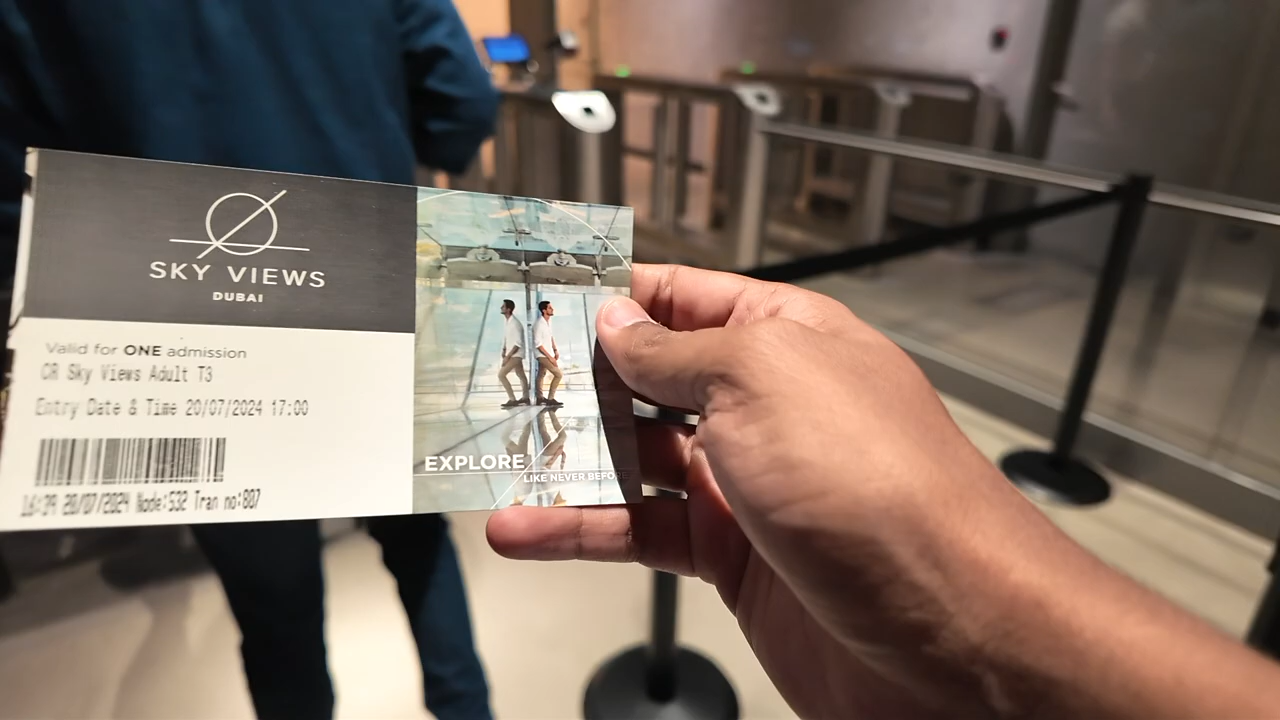 SKY VIEWS
DUBAI
Valid for ONE admission
CR Sky Views Adult T3
Entry Date & Time 20/07/2024 17:00
16:39 20/07/2024 Node:532 Tran no:807
EXPLORE
LIKE NEVER BEFORE